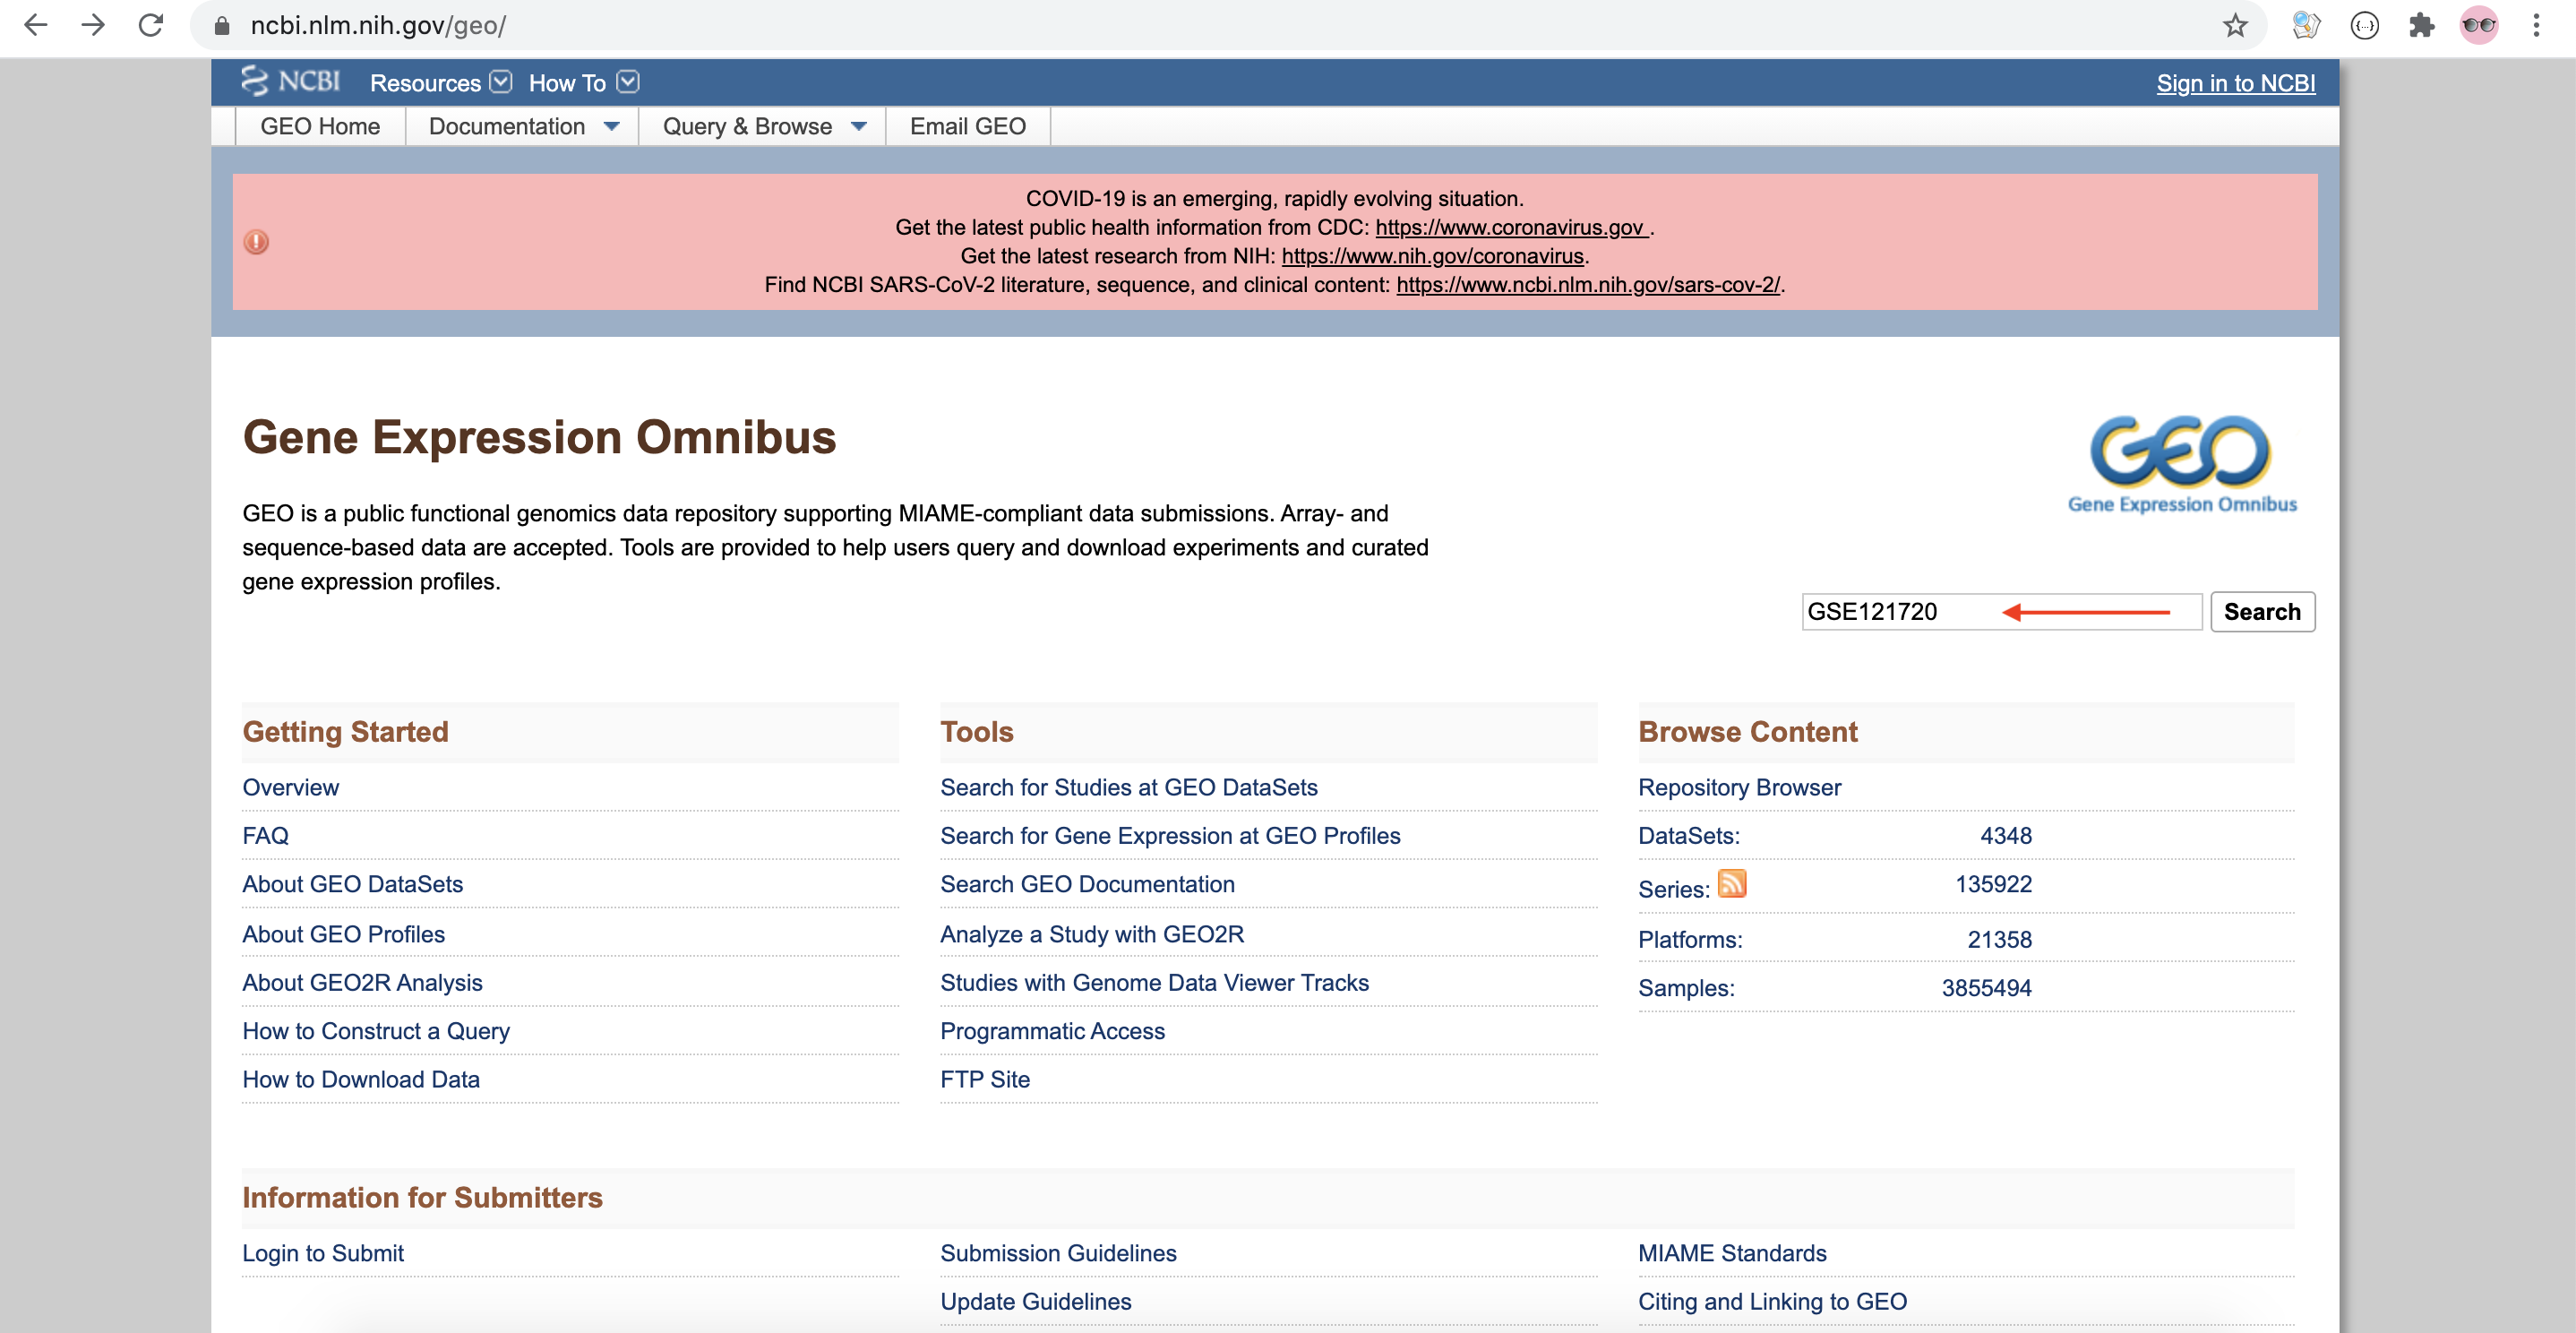 ncbi.nlm.nih.gov/geo/
NCBI Resources How To Sign in to NCBI
GEO Home Documentation Query & Browse Email GEO
COVID-19 is an emerging, rapidly evolving situation.
Get the latest public health information from CDC: https://www.coronavirus.gov .
Get the latest research from NIH: https://www.nih.gov/coronavirus.
Find NCBI SARS-CoV-2 literature, sequence, and clinical content: https://www.ncbi.nlm.nih.gov/sars-cov-2/.
Gene Expression Omnibus
GEO
Gene Expression Omnibus
GEO is a public functional genomics data repository supporting MIAME-compliant data submissions. Array- and
sequence-based data are accepted. Tools are provided to help users query and download experiments and curated
gene expression profiles.
GSE121720 Search
Getting Started
Overview
FAQ
About GEO DataSets
About GEO Profiles
About GEO2R Analysis
How to Construct a Query
How to Download Data
Tools
Search for Studies at GEO DataSets
Search for Gene Expression at GEO Profiles
Search GEO Documentation
Analyze a Study with GEO2R
Studies with Genome Data Viewer Tracks
Programmatic Access
FTP Site
Browse Content
Repository Browser
DataSets: 4348
Series: 135922
Platforms: 21358
Samples: 3855494
Information for Submitters
Login to Submit
Submission Guidelines
Update Guidelines
MIAME Standards
Citing and Linking to GEO